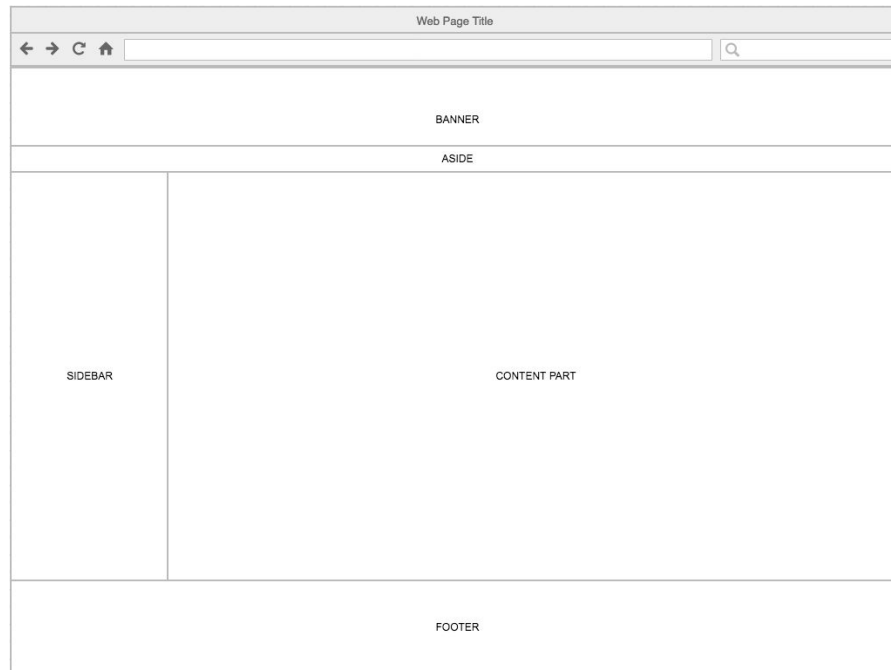 Web Page Title
BANNER
ASIDE
SIDEBAR
CONTENT PART
FOOTER